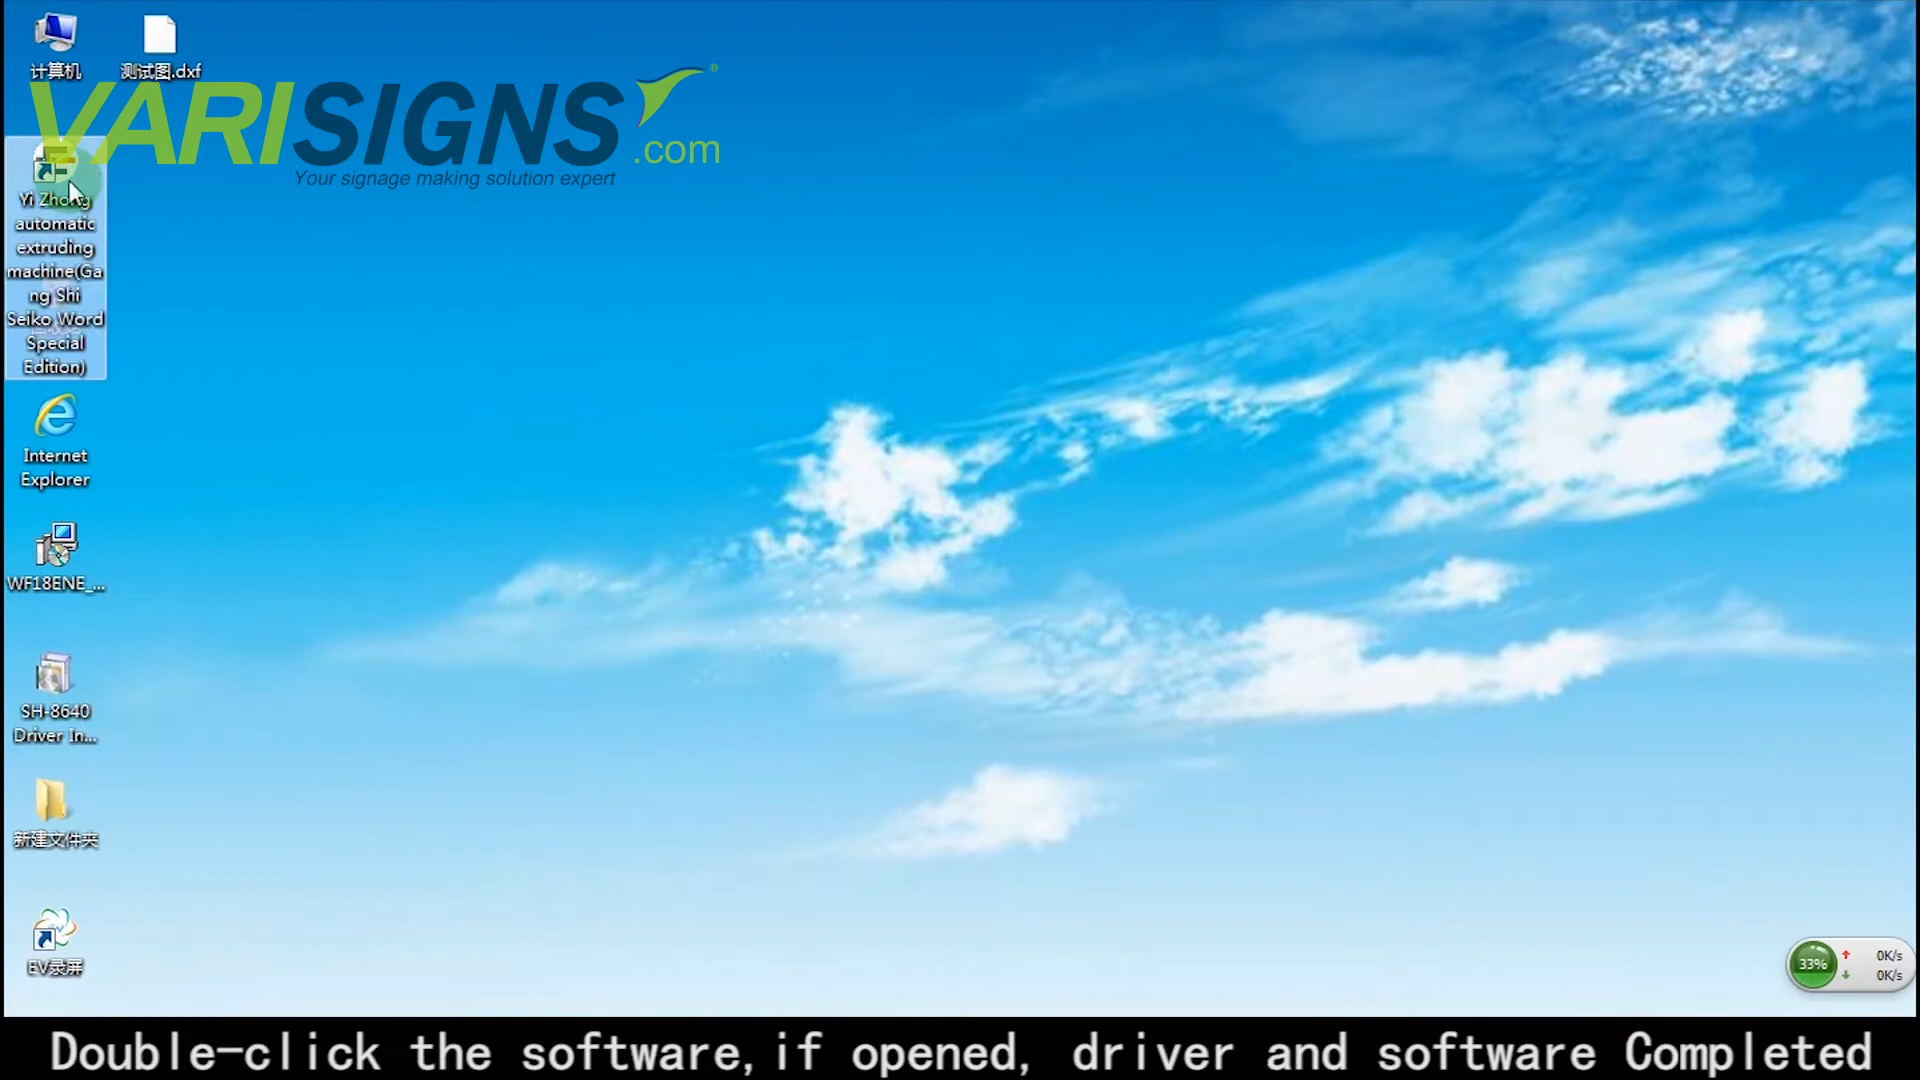 计算机
测试图.dxf
VARISIGNS®
.com
Your signage making solution expert
Yi Zhong
automatic
extruding
machine(Ga
ng Shi
Seiko Word
Special
Edition)
Internet
Explorer
WF18ENE_...
SH-8640
Driver In...
新建文件夹
EV录屏
33%
0K/s
0K/s
Double-click the software,if opened, driver and software Completed